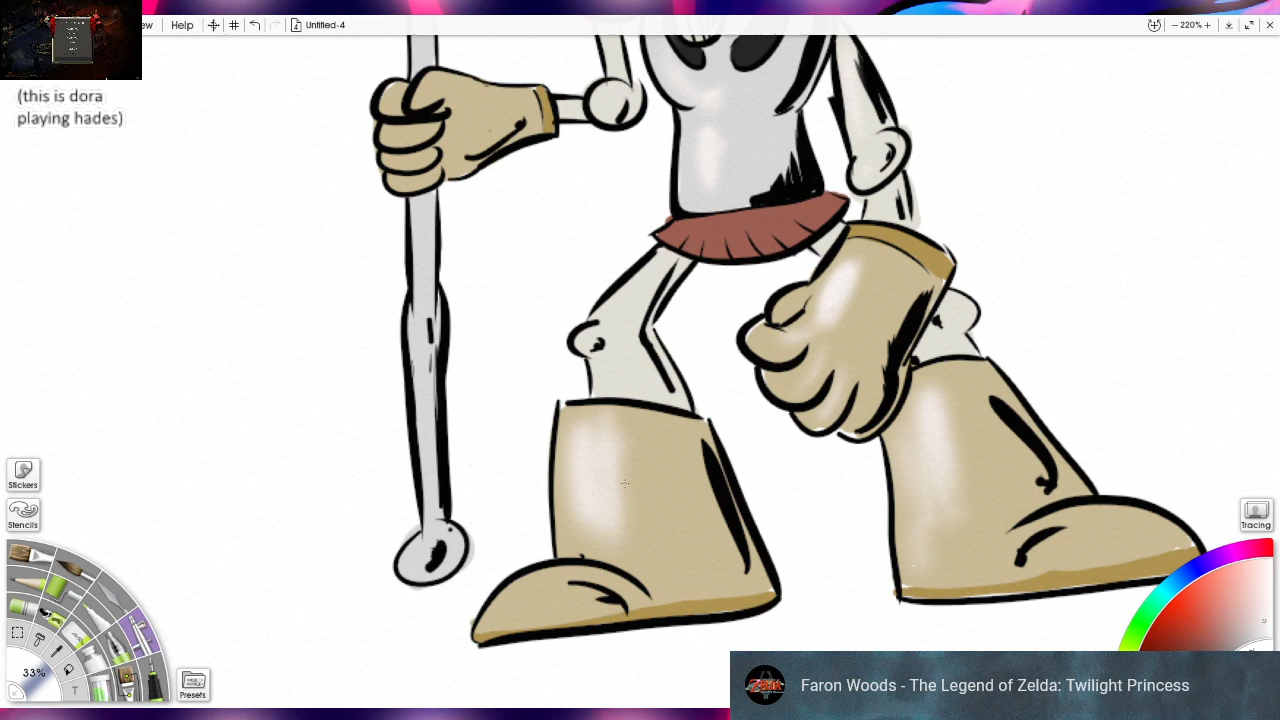 ew Help Untitled-4 220%
(this is dora
playing hades)
Stickers
Stencils
Tracing
33%
T
Presets
Faron Woods - The Legend of Zelda: Twilight Princess